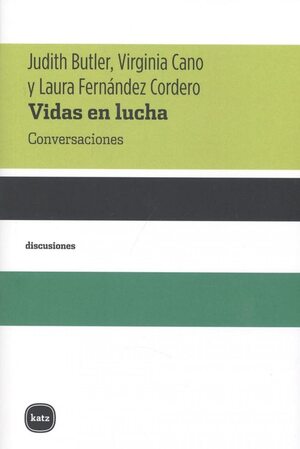 Judith Butler, Virginia Cano
y Laura Fernández Cordero
Vidas en lucha
Conversaciones
discusiones
katz